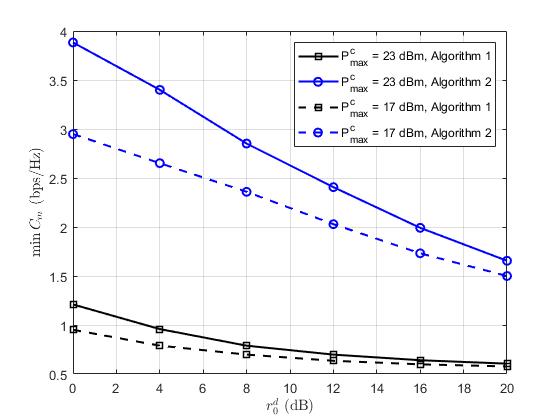 4
3.5
3
2.5
2
1.5
1
0.5
min C_m (bps/Hz)
P^c_max = 23 dBm, Algorithm 1
P^c_max = 23 dBm, Algorithm 2
P^c_max = 17 dBm, Algorithm 1
P^c_max = 17 dBm, Algorithm 2
0 2 4 6 8 10 12 14 16 18 20
r^d_0 (dB)